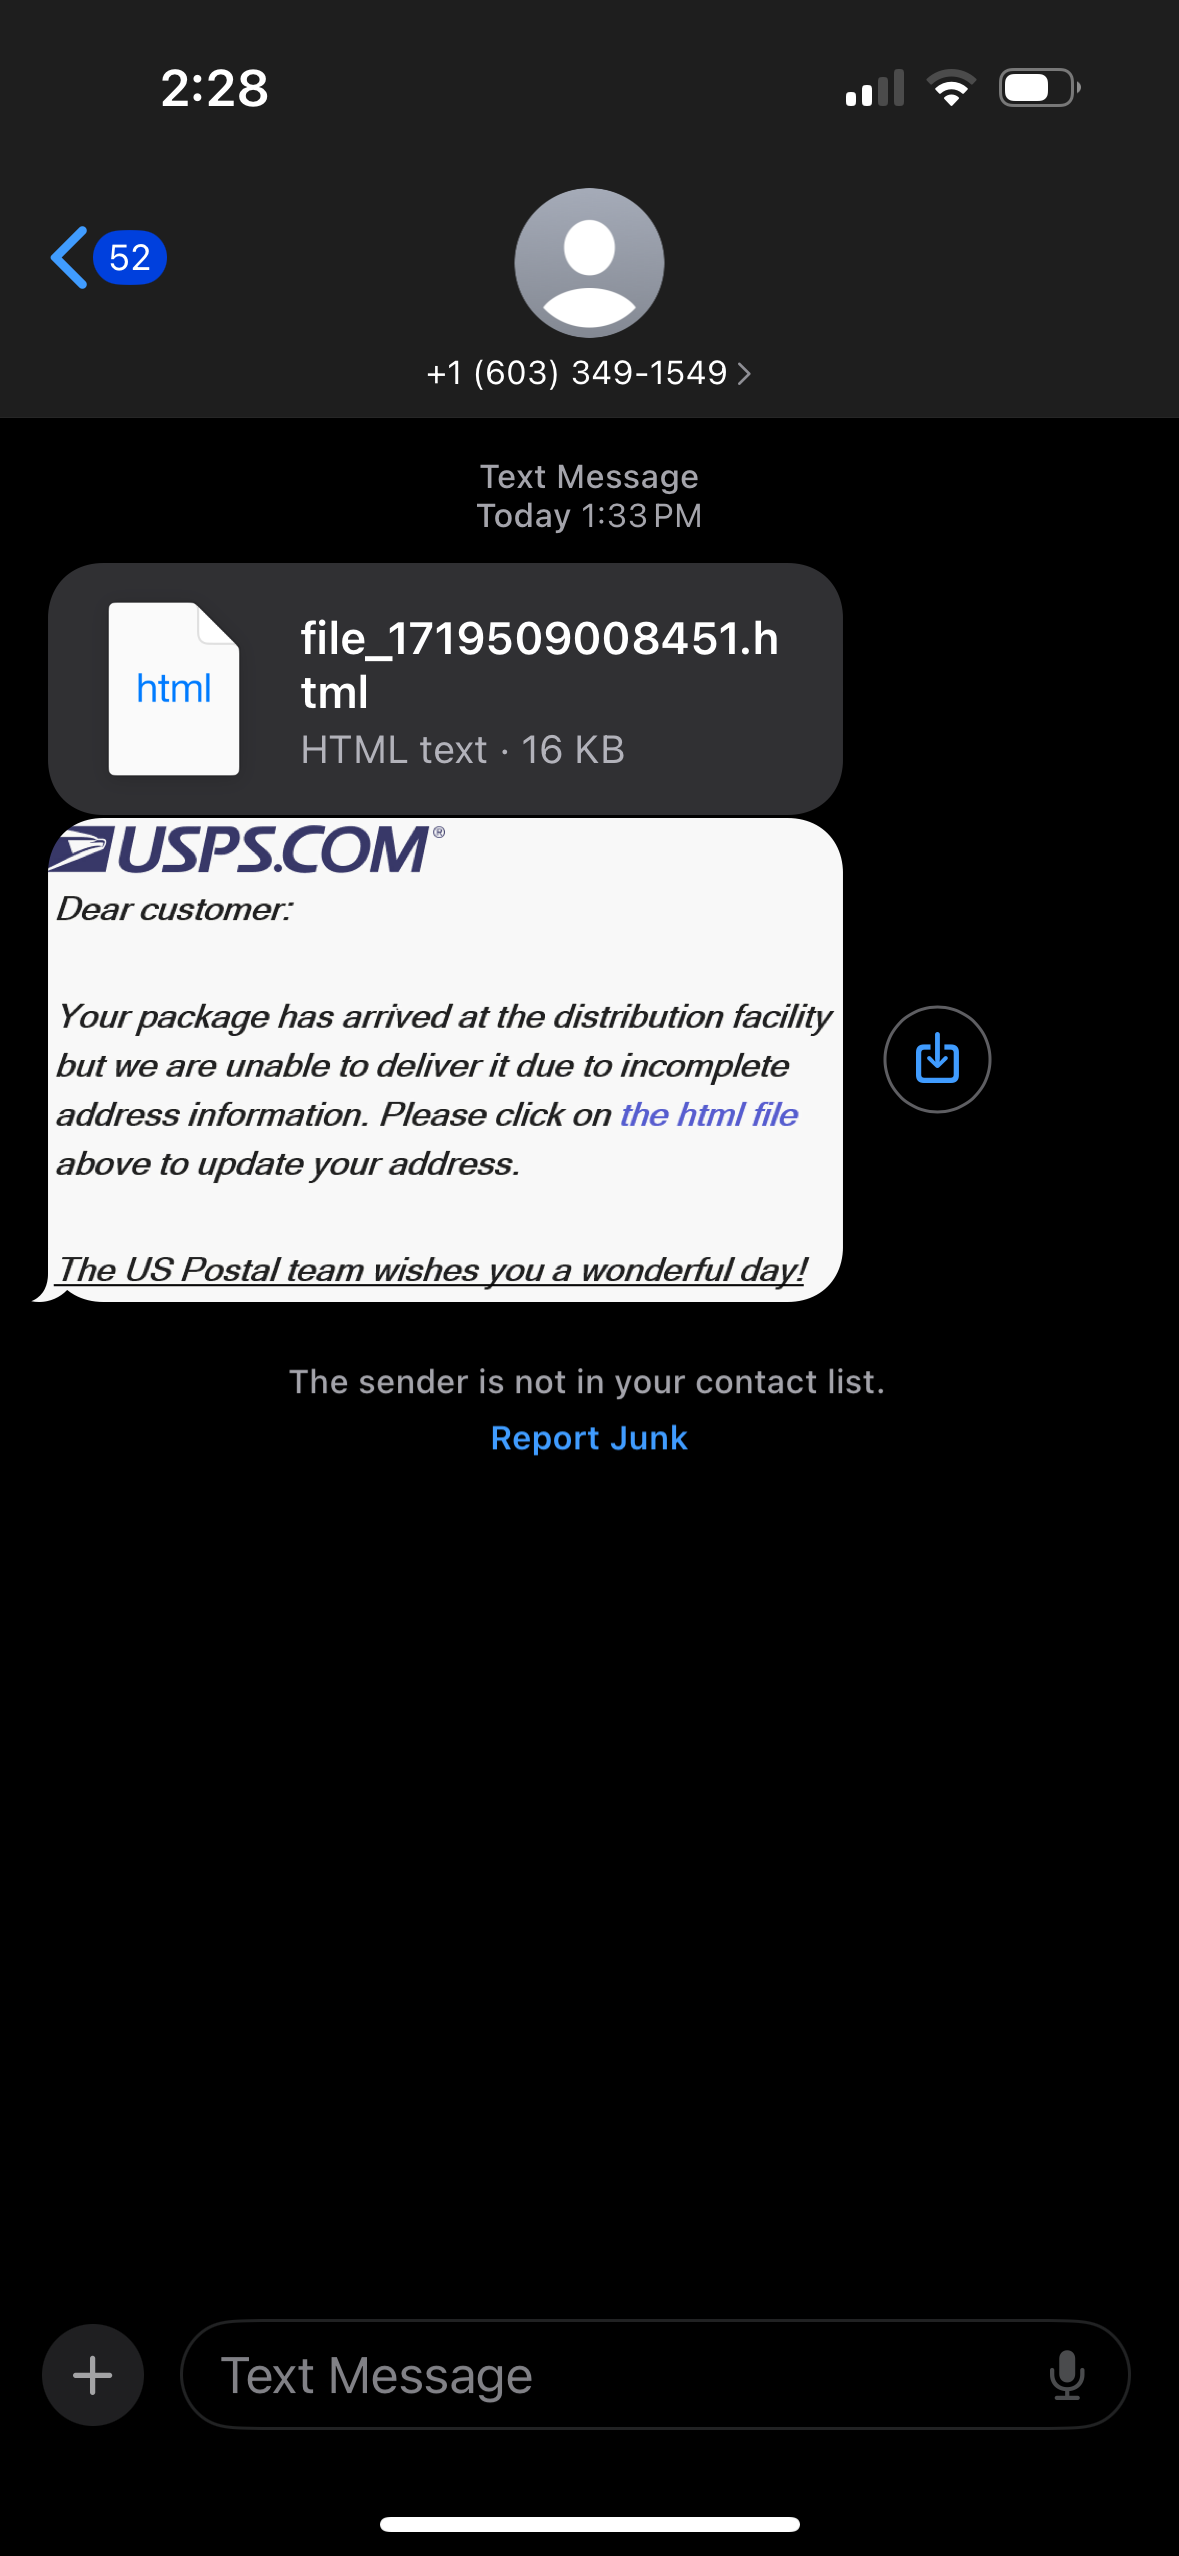 2:28
52
+1 (603) 349-1549
Text Message
Today 1:33 PM
html
file_1719509008451.h
tml
HTML text · 16 KB
USPS.COM®
Dear customer:
Your package has arrived at the distribution facility
but we are unable to deliver it due to incomplete
address information. Please click on the html file
above to update your address.
The US Postal team wishes you a wonderful day!
The sender is not in your contact list.
Report Junk
Text Message